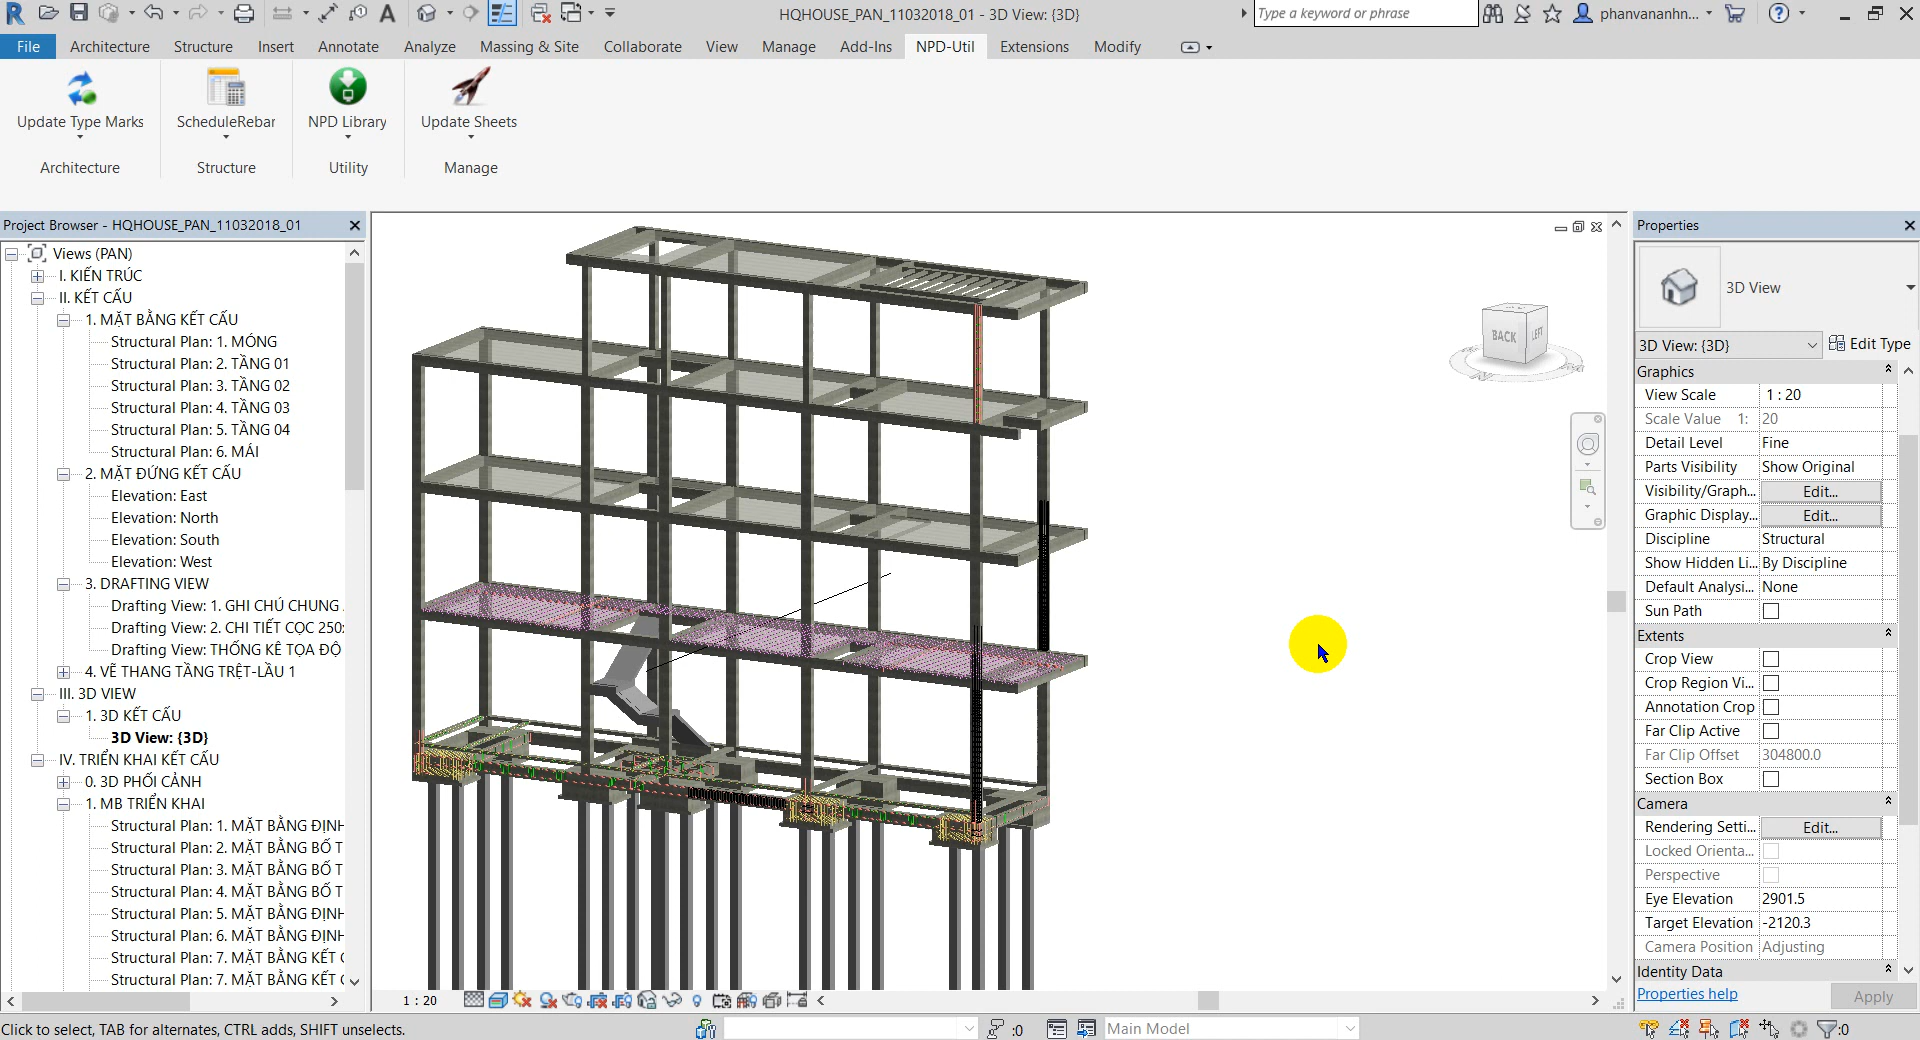 HQHOUSE_PAN_11032018_01 - 3D View: {3D}
Type a keyword or phrase
phanvananhn...
File
Architecture
Structure
Insert
Annotate
Analyze
Massing & Site
Collaborate
View
Manage
Add-Ins
NPD-Util
Extensions
Modify
Update Type Marks
ScheduleRebar
NPD Library
Update Sheets
Architecture
Structure
Utility
Manage
Project Browser - HQHOUSE_PAN_11032018_01
Views (PAN)
I. KIẾN TRÚC
II. KẾT CẤU
1. MẶT BẰNG KẾT CẤU
Structural Plan: 1. MÓNG
Structural Plan: 2. TẦNG 01
Structural Plan: 3. TẦNG 02
Structural Plan: 4. TẦNG 03
Structural Plan: 5. TẦNG 04
Structural Plan: 6. MÁI
2. MẶT ĐỨNG KẾT CẤU
Elevation: East
Elevation: North
Elevation: South
Elevation: West
3. DRAFTING VIEW
Drafting View: 1. GHI CHÚ CHUNG
Drafting View: 2. CHI TIẾT CỌC 250
Drafting View: THỐNG KÊ TỌA ĐỘ
4. VẼ THANG TẦNG TRỆT-LẦU 1
III. 3D VIEW
1. 3D KẾT CẤU
3D View: {3D}
IV. TRIỂN KHAI KẾT CẤU
0. 3D PHỐI CẢNH
1. MB TRIỂN KHAI
Structural Plan: 1. MẶT BẰNG ĐỊNH
Structural Plan: 2. MẶT BẰNG BỐ T
Structural Plan: 3. MẶT BẰNG BỐ T
Structural Plan: 4. MẶT BẰNG BỐ T
Structural Plan: 5. MẶT BẰNG ĐỊNH
Structural Plan: 6. MẶT BẰNG ĐỊNH
Structural Plan: 7. MẶT BẰNG KẾT
Structural Plan: 7. MẶT BẰNG KẾT
BACK
LEFT
1 : 20
Properties
3D View
3D View: {3D}
Edit Type
Graphics
View Scale 1 : 20
Scale Value 1: 20
Detail Level Fine
Parts Visibility Show Original
Visibility/Graph... Edit...
Graphic Display... Edit...
Discipline Structural
Show Hidden Li... By Discipline
Default Analysi... None
Sun Path
Extents
Crop View
Crop Region Vi...
Annotation Crop
Far Clip Active
Far Clip Offset 304800.0
Section Box
Camera
Rendering Setti... Edit...
Locked Orienta...
Perspective
Eye Elevation 2901.5
Target Elevation -2120.3
Camera Position Adjusting
Identity Data
Properties help
Apply
Click to select, TAB for alternates, CTRL adds, SHIFT unselects.
:0
Main Model
:0